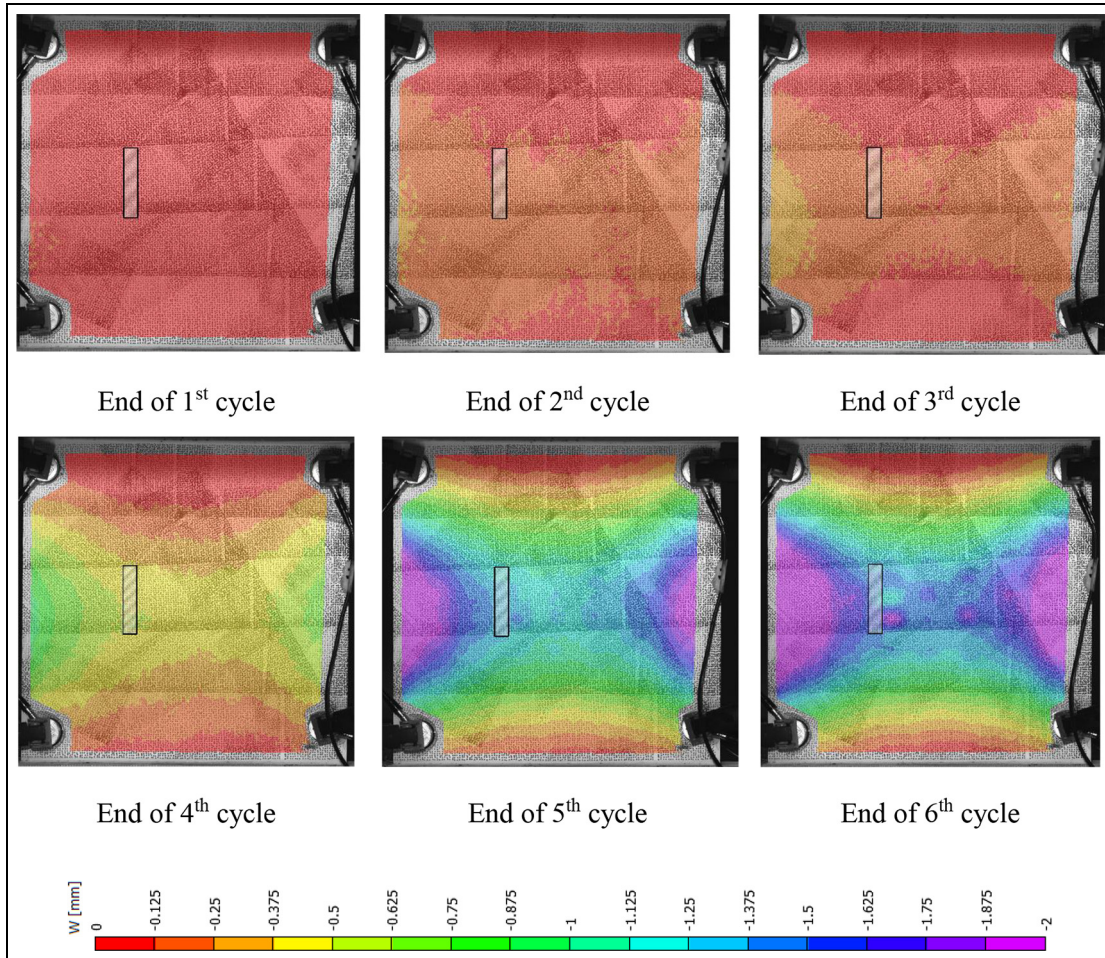 End of 1st cycle
End of 2nd cycle
End of 3rd cycle
End of 4th cycle
End of 5th cycle
End of 6th cycle
W [mm]
0 -0.125 -0.25 -0.375 -0.5 -0.625 -0.75 -0.875 -1 -1.125 -1.25 -1.375 -1.5 -1.625 -1.75 -1.875 -2